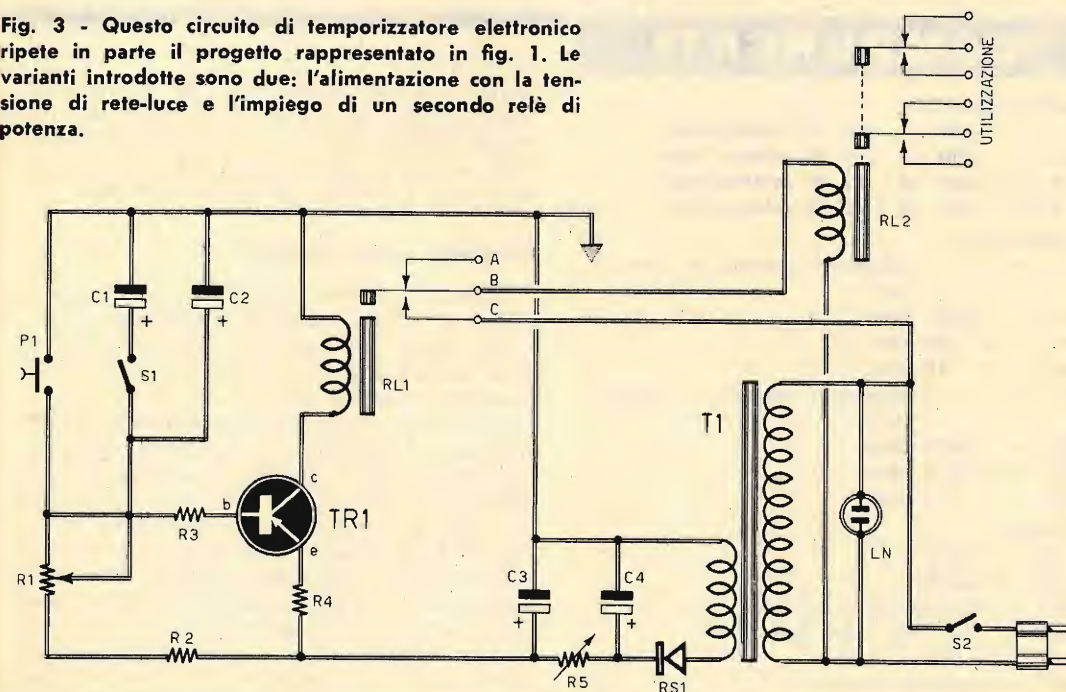 Fig. 3 - Questo circuito di temporizzatore elettronico
ripete in parte il progetto rappresentato in fig. 1. Le
varianti introdotte sono due: l'alimentazione con la ten-
sione di rete-luce e l'impiego di un secondo relè di
potenza.
UTILIZZAZIONE
RL2
A
B
C
C1
+
C2
+
P1
S1
RL1
T1
b
c
e
TR1
R3
LN
R1
R4
C3
+
C4
+
R2
R5
RS1
S2